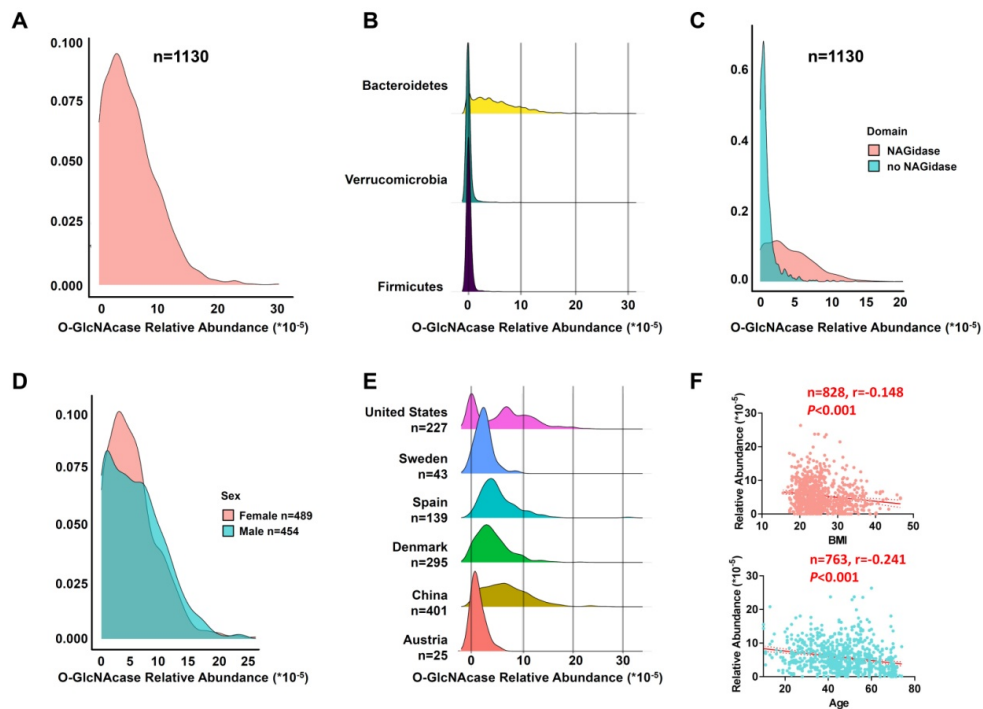 A
n=1130
0.100
0.075
0.050
0.025
0.000
0 10 20 30
O-GlcNAcase Relative Abundance (*10-5)
B
Bacteroidetes
Verrucomicrobia
Firmicutes
0 10 20 30
O-GlcNAcase Relative Abundance (*10-5)
C
n=1130
0.6
0.4
0.2
0.0
Domain
NAGidase
no NAGidase
0 5 10 15 20
O-GlcNAcase Relative Abundance (*10-5)
D
0.100
0.075
0.050
0.025
0.000
Sex
Female n=489
Male n=454
0 5 10 15 20 25
O-GlcNAcase Relative Abundance (*10-5)
E
United States
n=227
Sweden
n=43
Spain
n=139
Denmark
n=295
China
n=401
Austria
n=25
0 10 20 30
O-GlcNAcase Relative Abundance (*10-5)
F
n=828, r=-0.148
P<0.001
Relative Abundance (*10-5)
40
30
20
10
0
10 20 30 40 50
BMI
n=763, r=-0.241
P<0.001
Relative Abundance (*10-5)
40
30
20
10
0
20 40 60 80
Age